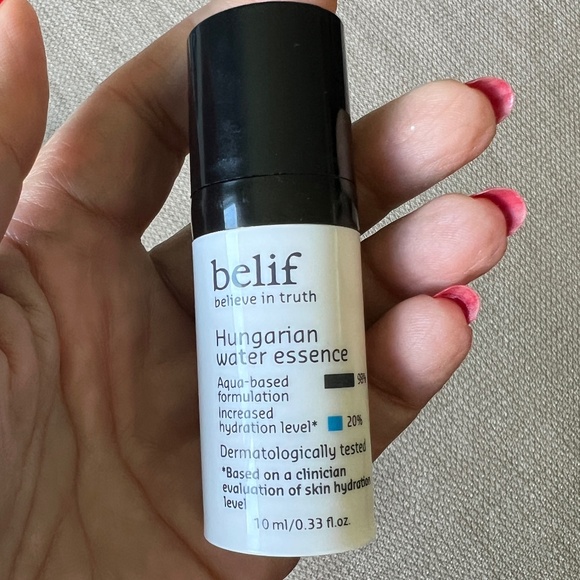 belif
believe in truth
Hungarian
water essence
Aqua-based
formulation
98%
Increased
hydration level*
20%
Dermatologically tested
*Based on a clinician
evaluation of skin hydration
level
10 ml/0.33 fl.oz.